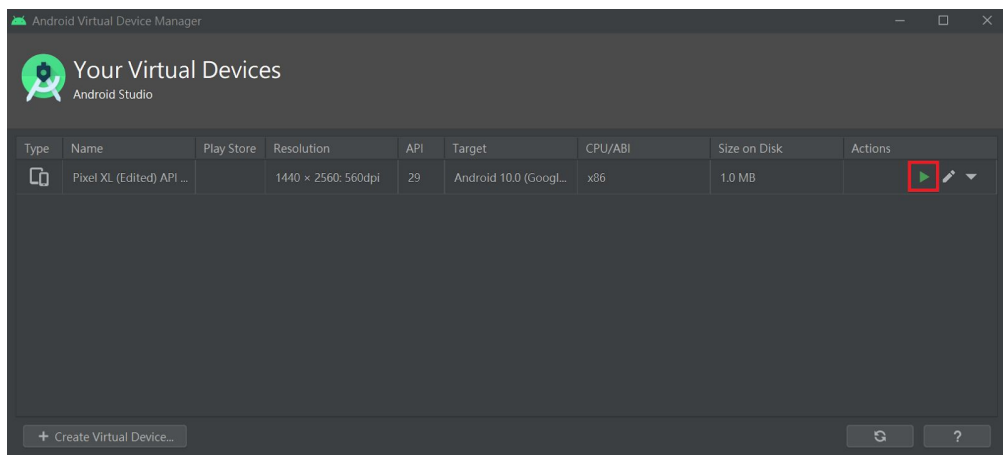 Android Virtual Device Manager
Your Virtual Devices
Android Studio
Type Name Play Store Resolution API Target CPU/ABI Size on Disk Actions
Pixel XL (Edited) API ... 1440 × 2560: 560dpi 29 Android 10.0 (Googl... x86 1.0 MB
+ Create Virtual Device... ?